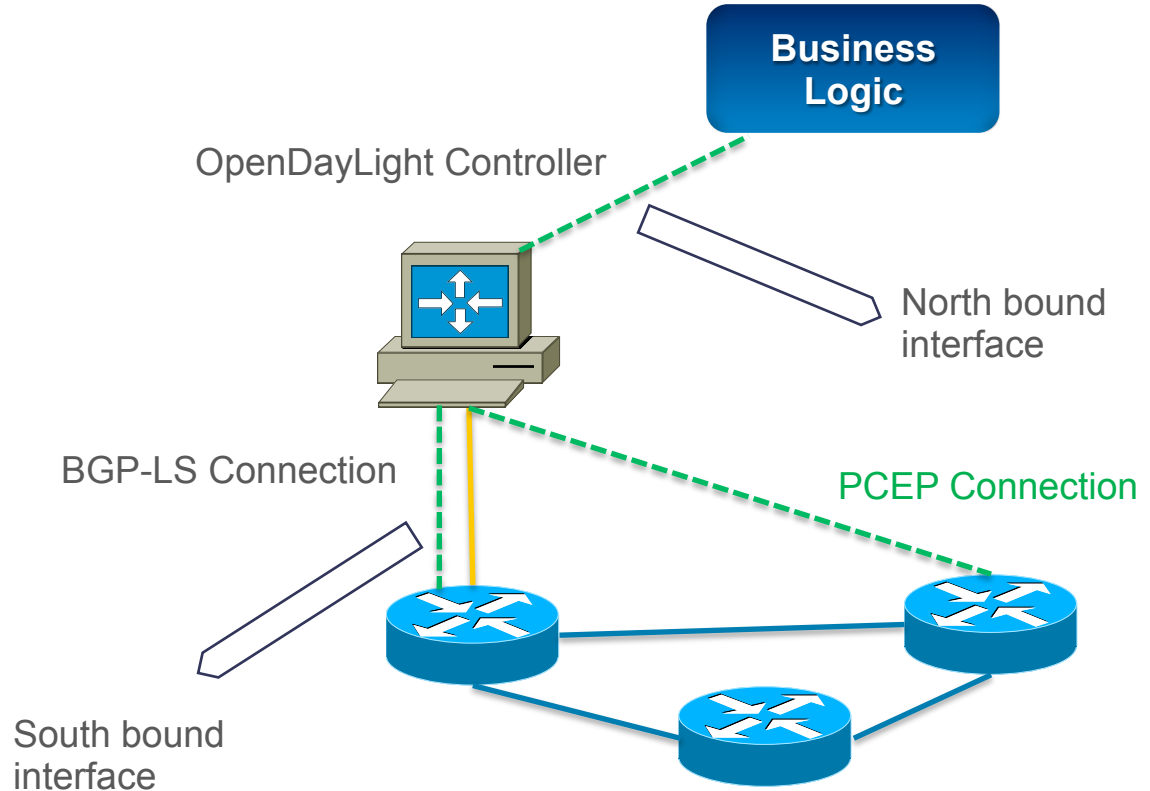 Business
Logic
OpenDayLight Controller
North bound
interface
BGP-LS Connection
PCEP Connection
South bound
interface